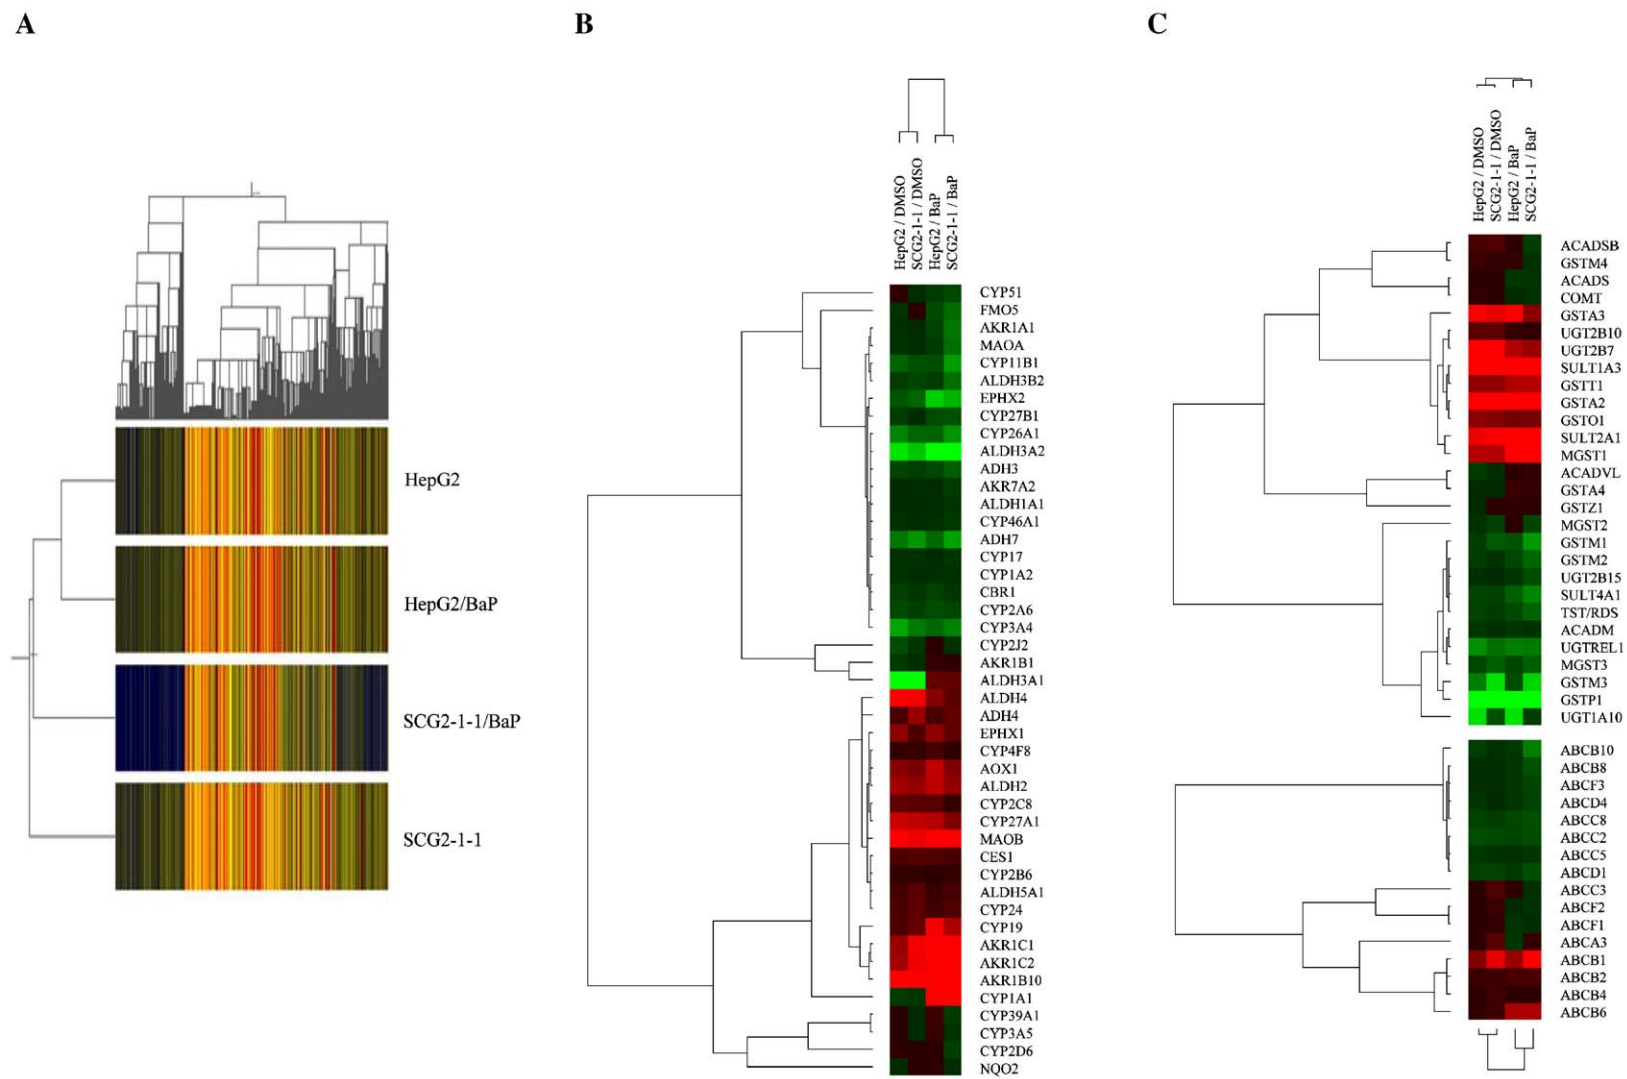 A
B
C
HepG2
HepG2/BaP
SCG2-1-1/BaP
SCG2-1-1
HepG2 / DMSO
SCG2-1-1 / DMSO
HepG2 / BaP
SCG2-1-1 / BaP
CYP51
FMO5
AKR1A1
MAOA
CYP11B1
ALDH3B2
EPHX2
CYP27B1
CYP26A1
ALDH3A2
ADH3
AKR7A2
ALDH1A1
CYP46A1
ADH7
CYP17
CYP1A2
CBR1
CYP2A6
CYP3A4
CYP2J2
AKR1B1
ALDH3A1
ALDH4
ADH4
EPHX1
CYP4F8
AOX1
ALDH2
CYP2C8
CYP27A1
MAOB
CES1
CYP2B6
ALDH5A1
CYP24
CYP19
AKR1C1
AKR1C2
AKR1B10
CYP1A1
CYP39A1
CYP3A5
CYP2D6
NQO2
HepG2 / DMSO
SCG2-1-1 / DMSO
HepG2 / BaP
SCG2-1-1 / BaP
ACADSB
GSTM4
ACADS
COMT
GSTA3
UGT2B10
UGT2B7
SULT1A3
GSTT1
GSTA2
GSTO1
SULT2A1
MGST1
ACADVL
GSTA4
GSTZ1
MGST2
GSTM1
GSTM2
UGT2B15
SULT4A1
TST/RDS
ACADM
UGTREL1
MGST3
GSTM3
GSTP1
UGT1A10
ABCB10
ABCB8
ABCF3
ABCD4
ABCC8
ABCC2
ABCC5
ABCD1
ABCC3
ABCF2
ABCF1
ABCA3
ABCB1
ABCB2
ABCB4
ABCB6